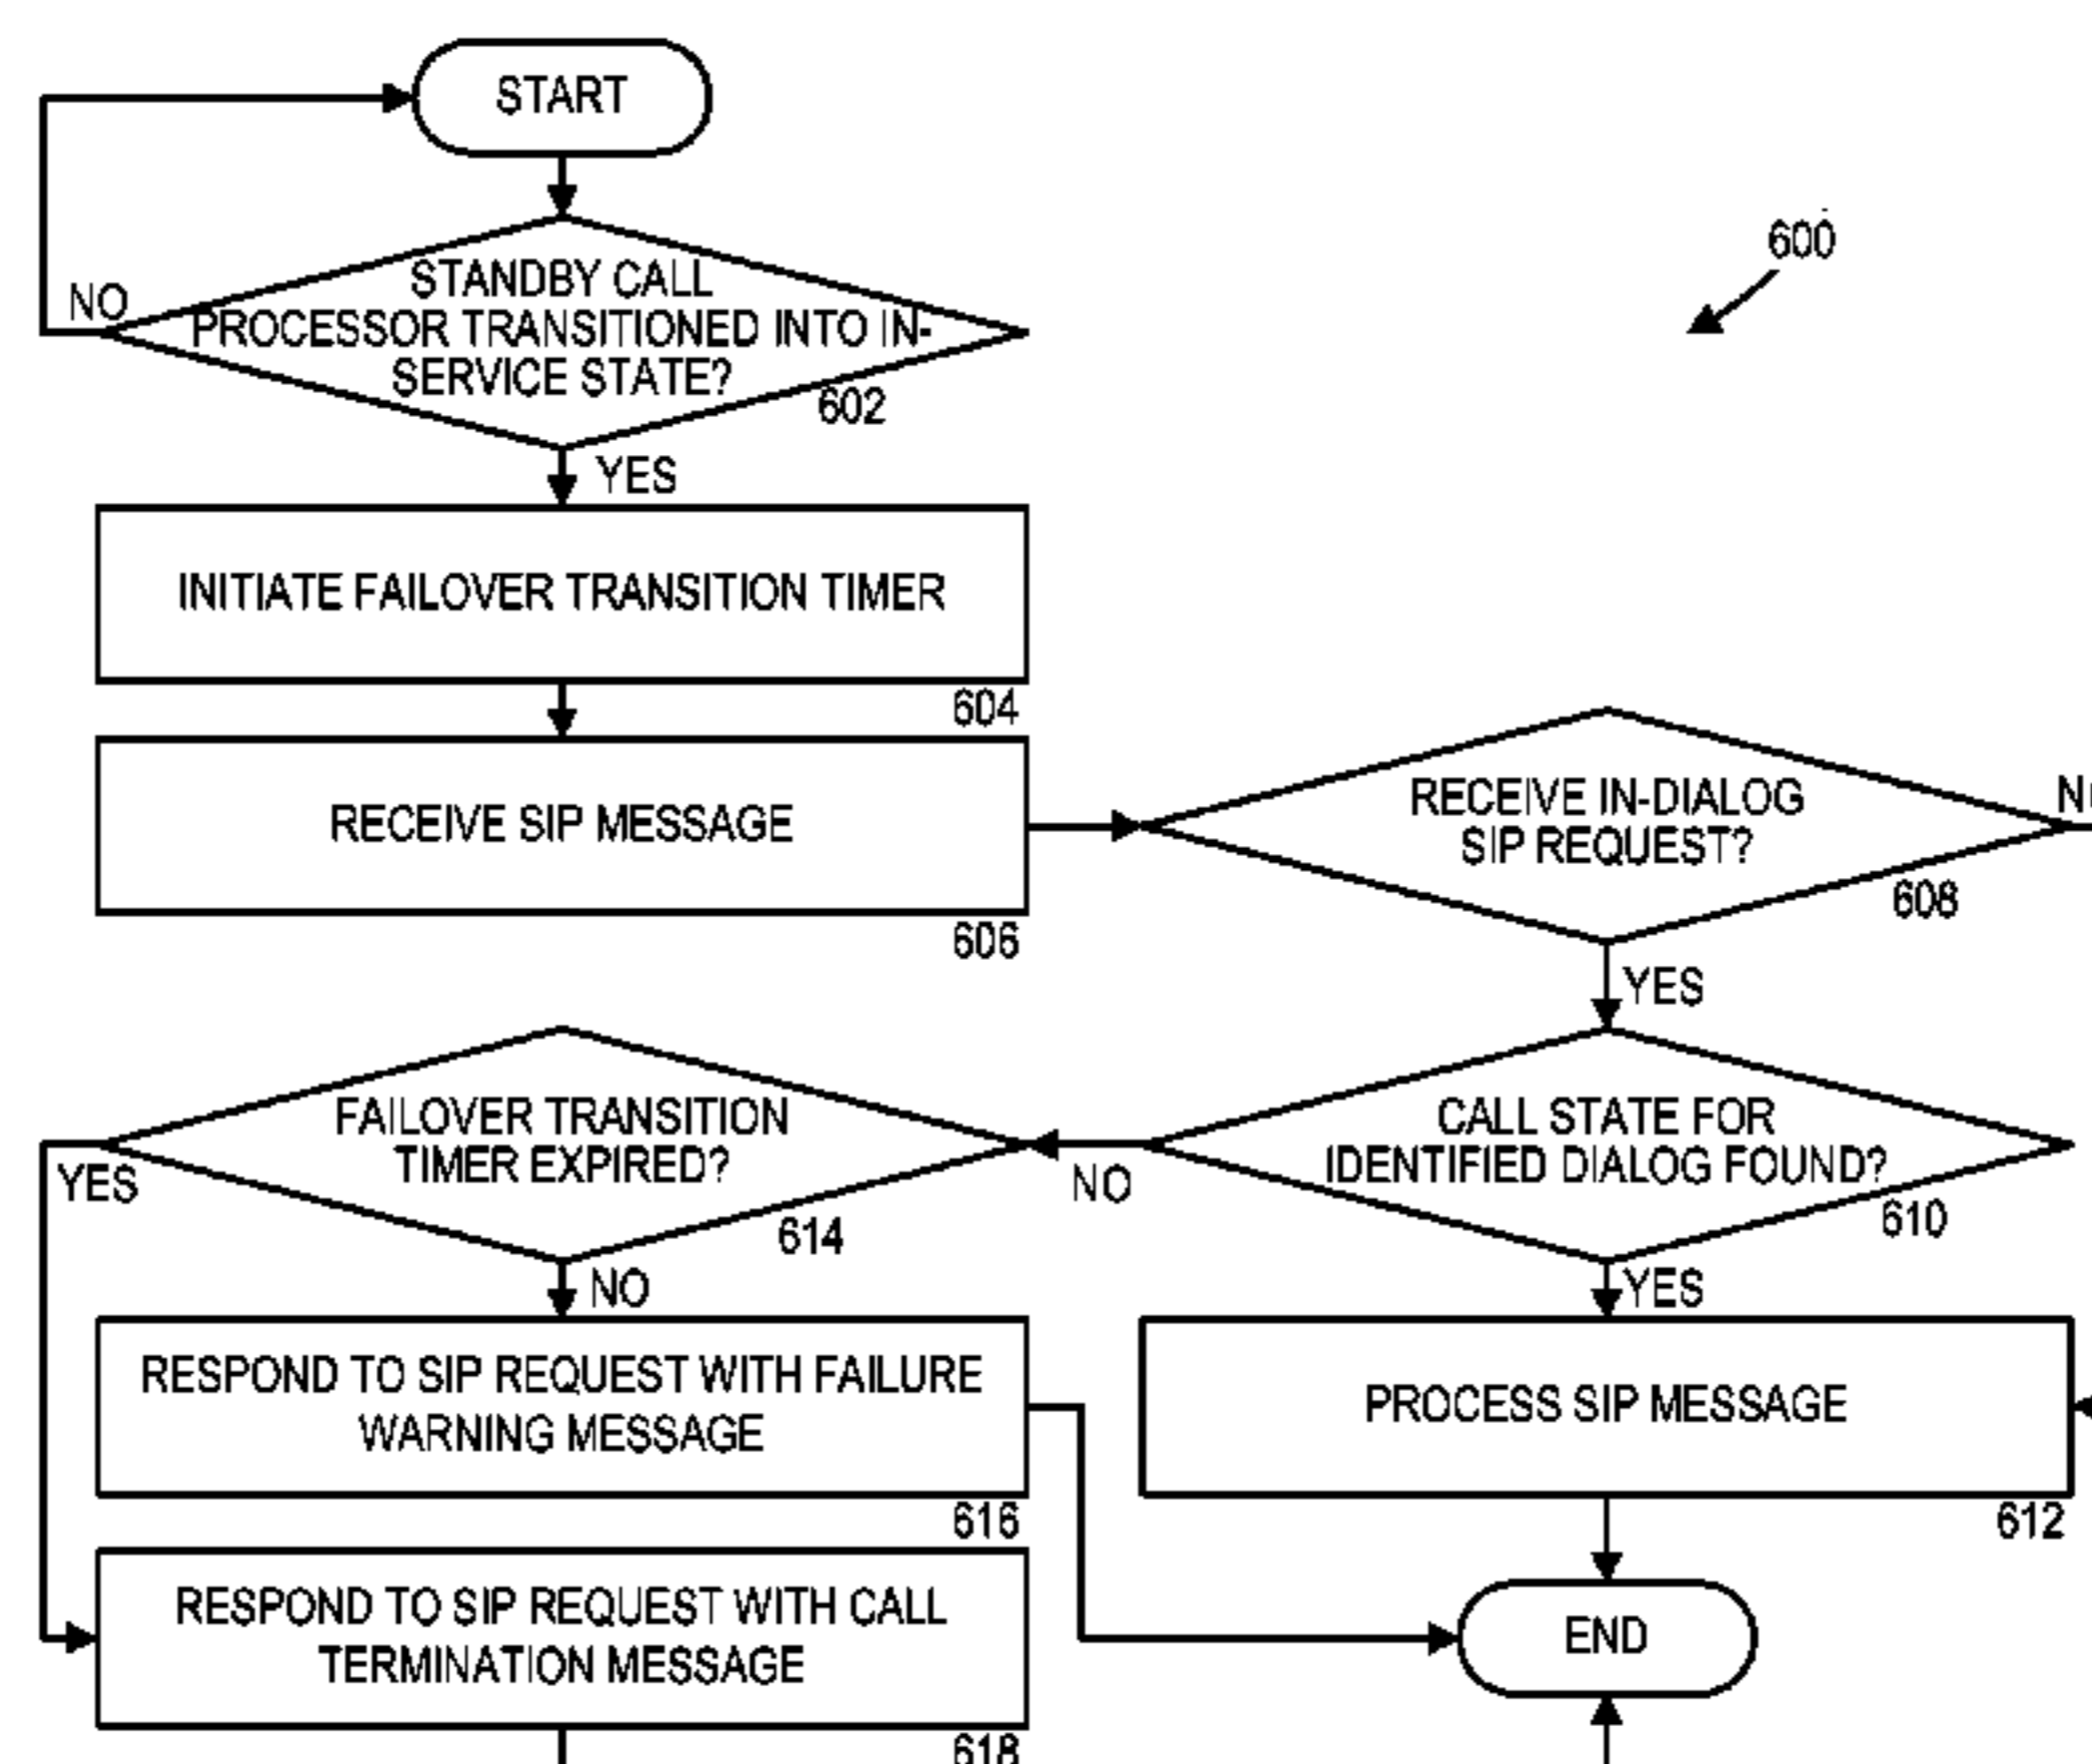 START
600
NO
STANDBY CALL
PROCESSOR TRANSITIONED INTO IN-
SERVICE STATE?
602
YES
INITIATE FAILOVER TRANSITION TIMER
604
RECEIVE SIP MESSAGE
606
RECEIVE IN-DIALOG
SIP REQUEST?
608
YES
CALL STATE FOR
IDENTIFIED DIALOG FOUND?
610
NO
YES
FAILOVER TRANSITION
TIMER EXPIRED?
614
YES
NO
RESPOND TO SIP REQUEST WITH FAILURE
WARNING MESSAGE
616
PROCESS SIP MESSAGE
612
RESPOND TO SIP REQUEST WITH CALL
TERMINATION MESSAGE
618
END